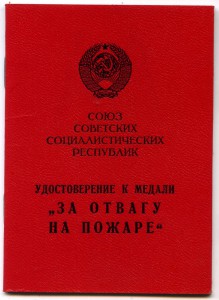 СОЮЗ
СОВЕТСКИХ
СОЦИАЛИСТИЧЕСКИХ
РЕСПУБЛИК
УДОСТОВЕРЕНИЕ К МЕДАЛИ
„ЗА ОТВАГУ
НА ПОЖАРЕ“